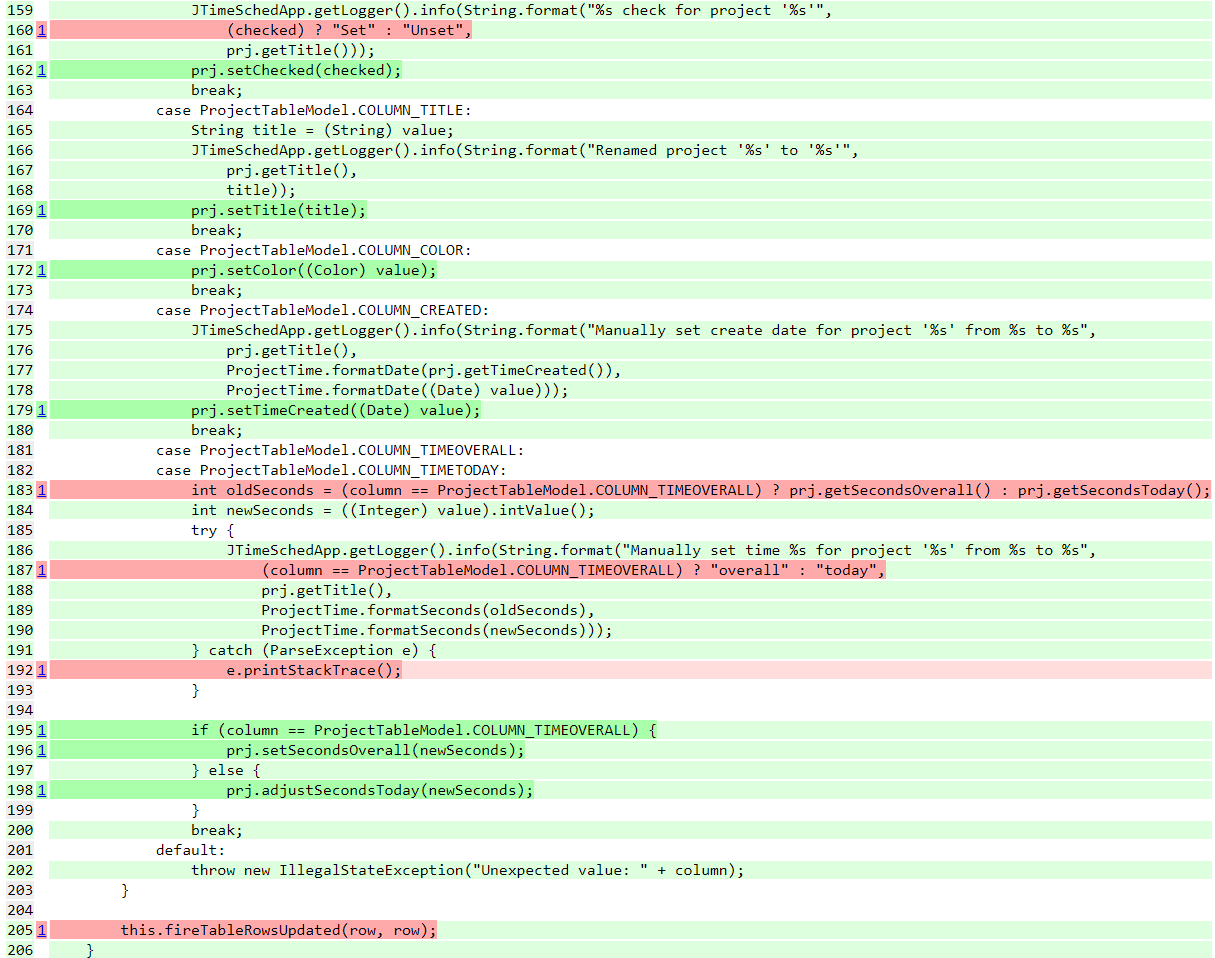 159 JTimeSchedApp.getLogger().info(String.format("%s check for project '%s'",
160 1 (checked) ? "Set" : "Unset",
161 prj.getTitle()));
162 1 prj.setChecked(checked);
163 break;
164 case ProjectTableModel.COLUMN_TITLE:
165 String title = (String) value;
166 JTimeSchedApp.getLogger().info(String.format("Renamed project '%s' to '%s'",
167 prj.getTitle(),
168 title));
169 1 prj.setTitle(title);
170 break;
171 case ProjectTableModel.COLUMN_COLOR:
172 1 prj.setColor((Color) value);
173 break;
174 case ProjectTableModel.COLUMN_CREATED:
175 JTimeSchedApp.getLogger().info(String.format("Manually set create date for project '%s' from %s to %s",
176 prj.getTitle(),
177 ProjectTime.formatDate(prj.getTimeCreated()),
178 ProjectTime.formatDate((Date) value)));
179 1 prj.setTimeCreated((Date) value);
180 break;
181 case ProjectTableModel.COLUMN_TIMEOVERALL:
182 case ProjectTableModel.COLUMN_TIMETODAY:
183 1 int oldSeconds = (column == ProjectTableModel.COLUMN_TIMEOVERALL) ? prj.getSecondsOverall() : prj.getSecondsToday();
184 int newSeconds = ((Integer) value).intValue();
185 try {
186 JTimeSchedApp.getLogger().info(String.format("Manually set time %s for project '%s' from %s to %s",
187 1 (column == ProjectTableModel.COLUMN_TIMEOVERALL) ? "overall" : "today",
188 prj.getTitle(),
189 ProjectTime.formatSeconds(oldSeconds),
190 ProjectTime.formatSeconds(newSeconds)));
191 } catch (ParseException e) {
192 1 e.printStackTrace();
193 }
194
195 1 if (column == ProjectTableModel.COLUMN_TIMEOVERALL) {
196 1 prj.setSecondsOverall(newSeconds);
197 } else {
198 1 prj.adjustSecondsToday(newSeconds);
199 }
200 break;
201 default:
202 throw new IllegalStateException("Unexpected value: " + column);
203 }
204
205 1 this.fireTableRowsUpdated(row, row);
206 }